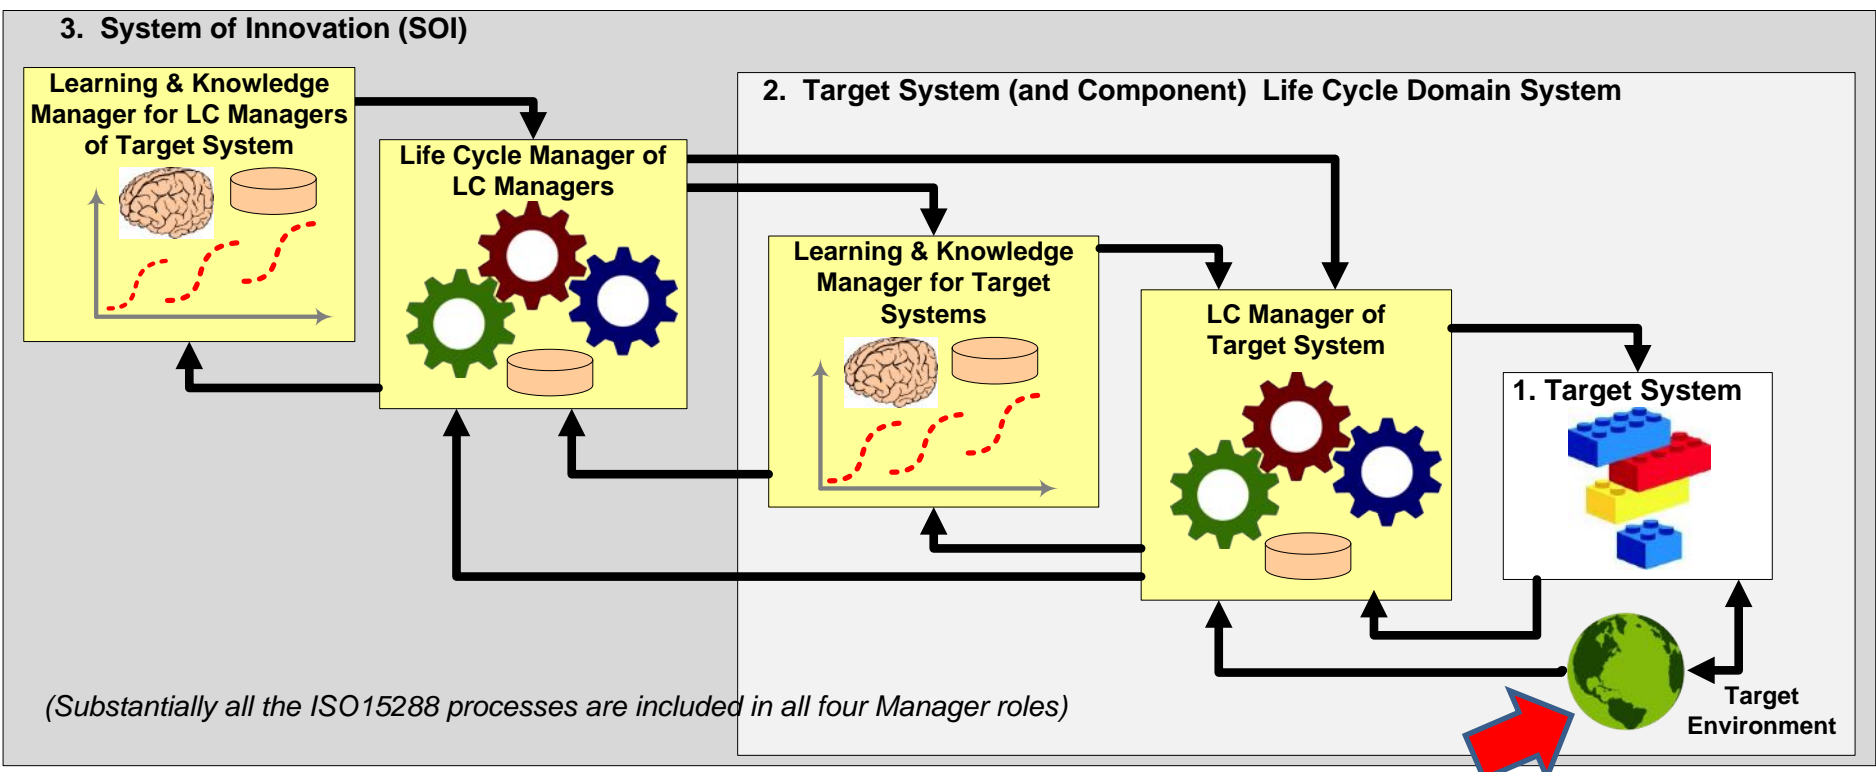 3.  System of Innovation (SOI)
Learning & Knowledge
Manager for LC Managers
of Target System
Life Cycle Manager of
LC Managers
2.  Target System (and Component)  Life Cycle Domain System
Learning & Knowledge
Manager for Target
Systems
LC Manager of
Target System
1. Target System
Target
Environment
(Substantially all the ISO15288 processes are included in all four Manager roles)